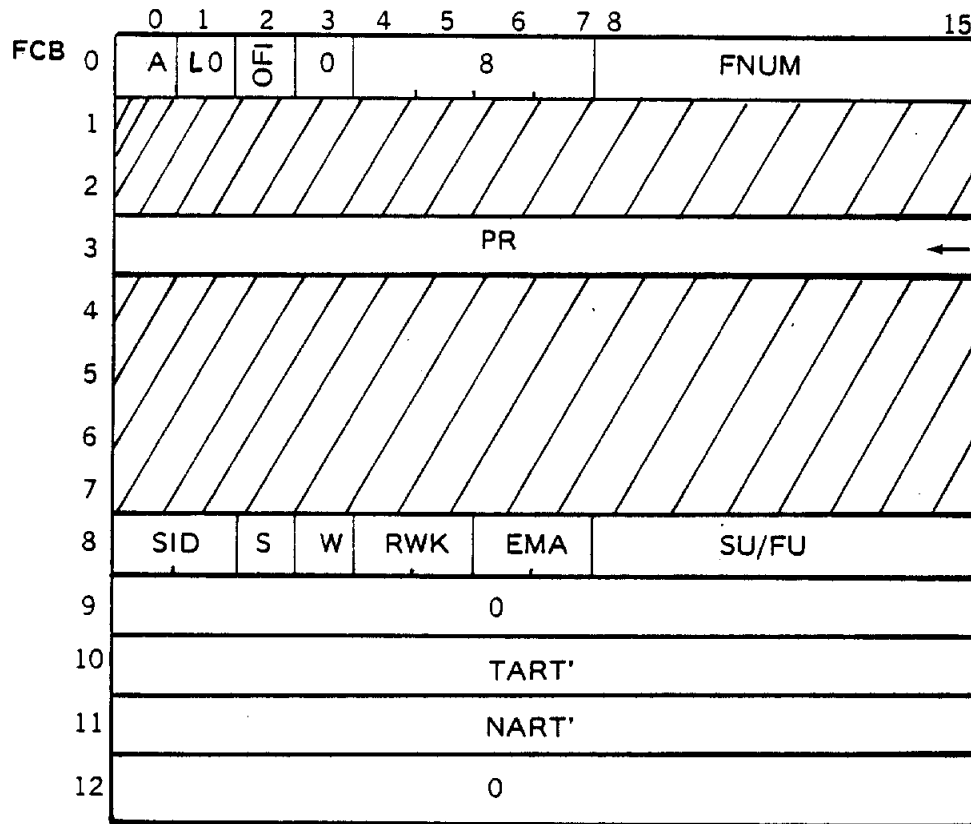 0 1 2 3 4 5 6 7 8 15
FCB 0 A L0 OFI 0 8 FNUM
1
2
3 PR
4
5
6
7
8 SID S W RWK EMA SU/FU
9 0
10 TART'
11 NART'
12 0